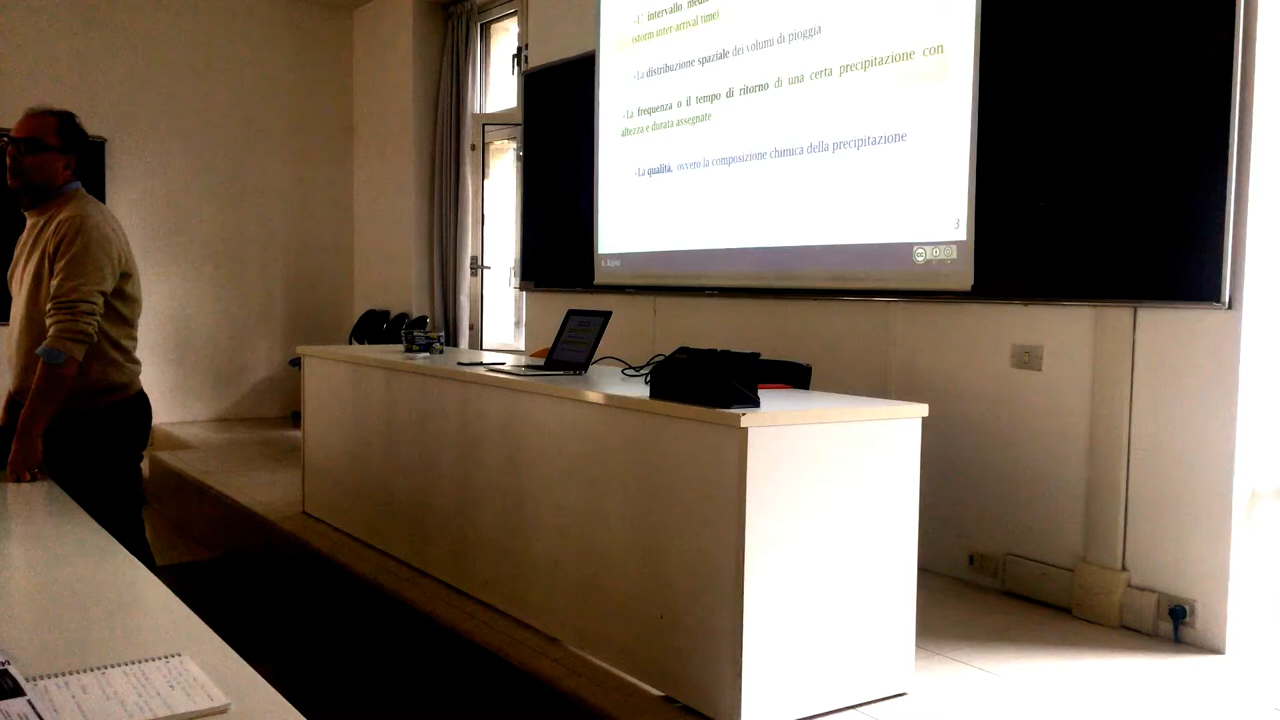 - L' intervallo
(storm inter-arrival time)
- La distribuzione spaziale dei volumi di pioggia
- La frequenza o il tempo di ritorno di una certa precipitazione con
altezza e durata assegnate
- La qualità, ovvero la composizione chimica della precipitazione
3
cc